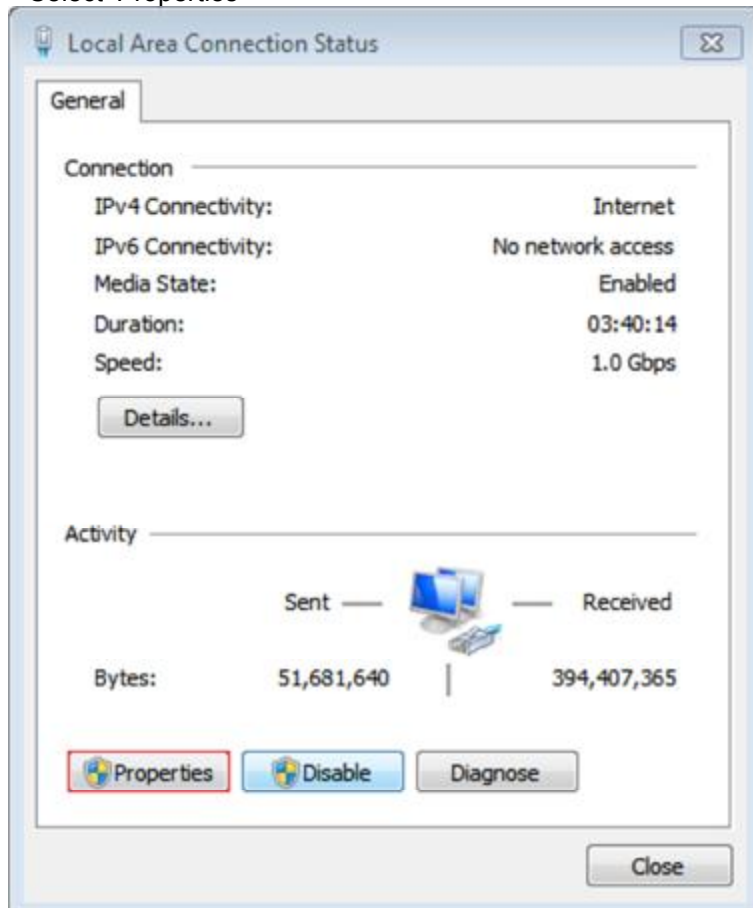 Select 'Properties'
Local Area Connection Status
General
Connection
IPv4 Connectivity: Internet
IPv6 Connectivity: No network access
Media State: Enabled
Duration: 03:40:14
Speed: 1.0 Gbps
Details...
Activity
Sent Received
Bytes: 51,681,640 394,407,365
Properties Disable Diagnose
Close